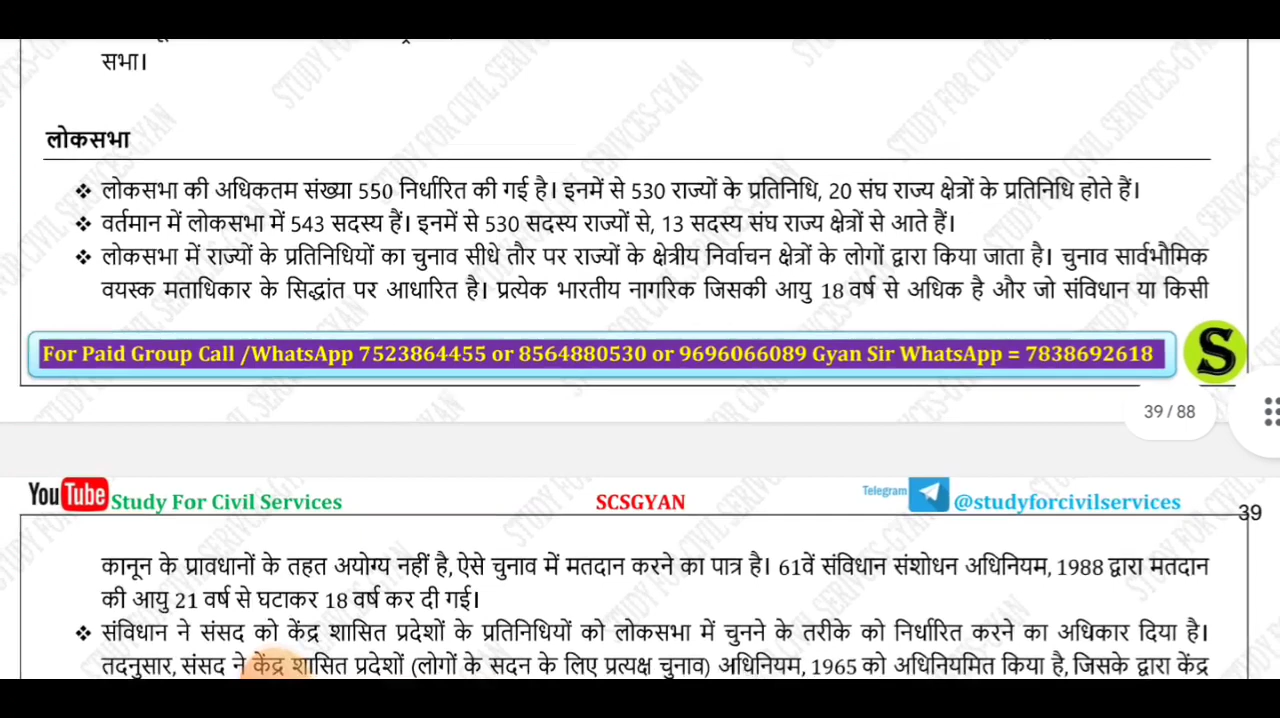 सभा।
लोकसभा
❖ लोकसभा की अधिकतम संख्या 550 निर्धारित की गई है। इनमें से 530 राज्यों के प्रतिनिधि, 20 संघ राज्य क्षेत्रों के प्रतिनिधि होते हैं।
❖ वर्तमान में लोकसभा में 543 सदस्य हैं। इनमें से 530 सदस्य राज्यों से, 13 सदस्य संघ राज्य क्षेत्रों से आते हैं।
❖ लोकसभा में राज्यों के प्रतिनिधियों का चुनाव सीधे तौर पर राज्यों के क्षेत्रीय निर्वाचन क्षेत्रों के लोगों द्वारा किया जाता है। चुनाव सार्वभौमिक
वयस्क मताधिकार के सिद्धांत पर आधारित है। प्रत्येक भारतीय नागरिक जिसकी आयु 18 वर्ष से अधिक है और जो संविधान या किसी
For Paid Group Call /WhatsApp 7523864455 or 8564880530 or 9696066089 Gyan Sir WhatsApp = 7838692618
S
39 / 88
YouTube Study For Civil Services SCSGYAN Telegram @studyforcivilservices
39
कानून के प्रावधानों के तहत अयोग्य नहीं है, ऐसे चुनाव में मतदान करने का पात्र है। 61वें संविधान संशोधन अधिनियम, 1988 द्वारा मतदान
की आयु 21 वर्ष से घटाकर 18 वर्ष कर दी गई।
❖ संविधान ने संसद को केंद्र शासित प्रदेशों के प्रतिनिधियों को लोकसभा में चुनने के तरीके को निर्धारित करने का अधिकार दिया है।
तदनुसार, संसद ने केंद्र शासित प्रदेशों (लोगों के सदन के लिए प्रत्यक्ष चुनाव) अधिनियम, 1965 को अधिनियमित किया है, जिसके द्वारा केंद्र